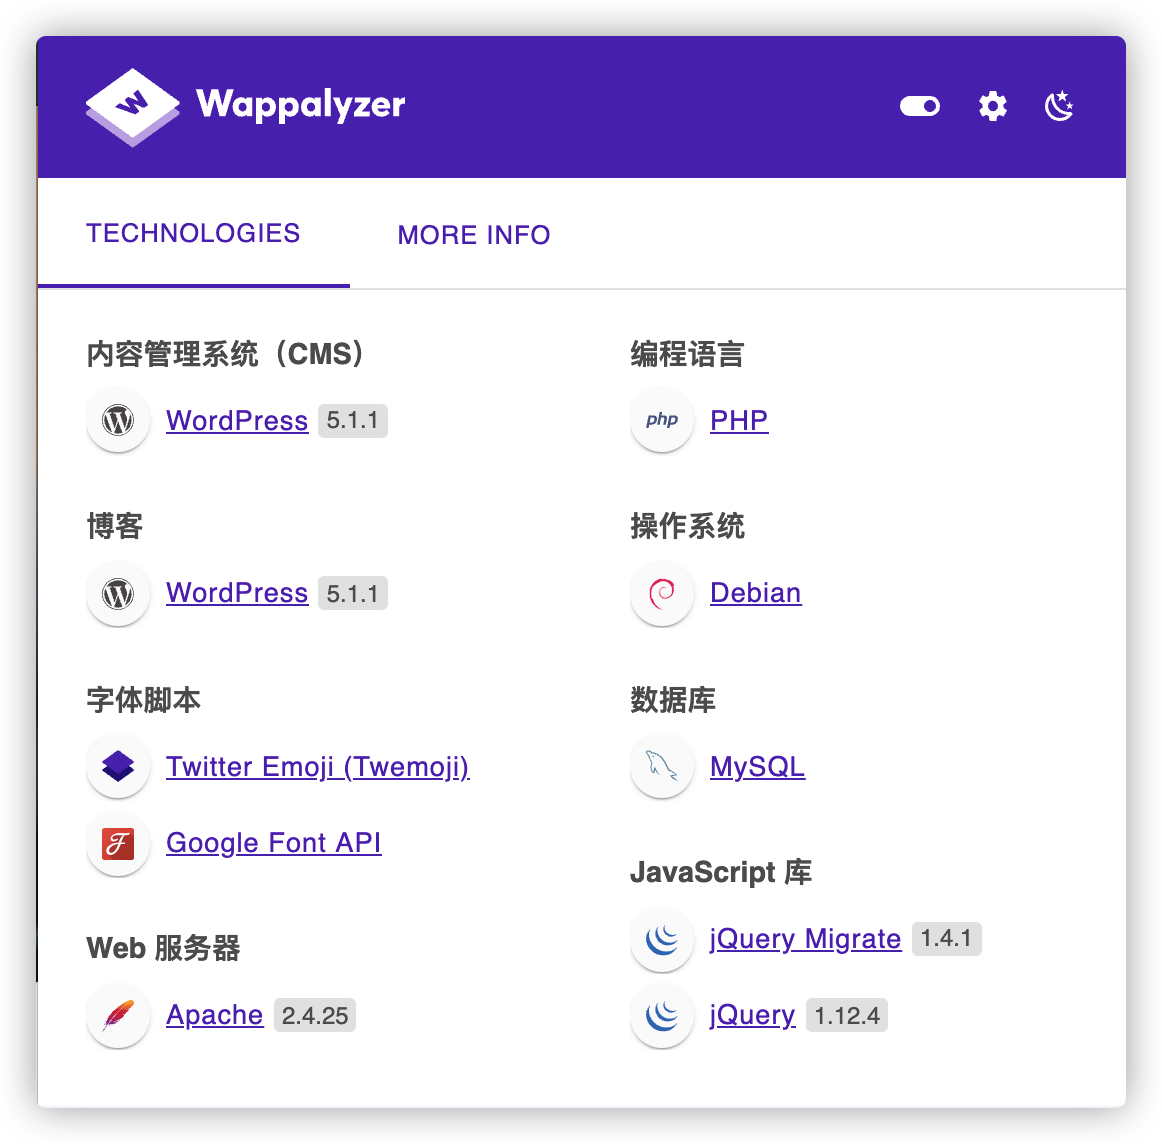 Wappalyzer
TECHNOLOGIES
MORE INFO
内容管理系统（CMS）
WordPress 5.1.1
博客
WordPress 5.1.1
字体脚本
Twitter Emoji (Twemoji)
Google Font API
Web 服务器
Apache 2.4.25
编程语言
php PHP
操作系统
Debian
数据库
MySQL
JavaScript 库
jQuery Migrate 1.4.1
jQuery 1.12.4